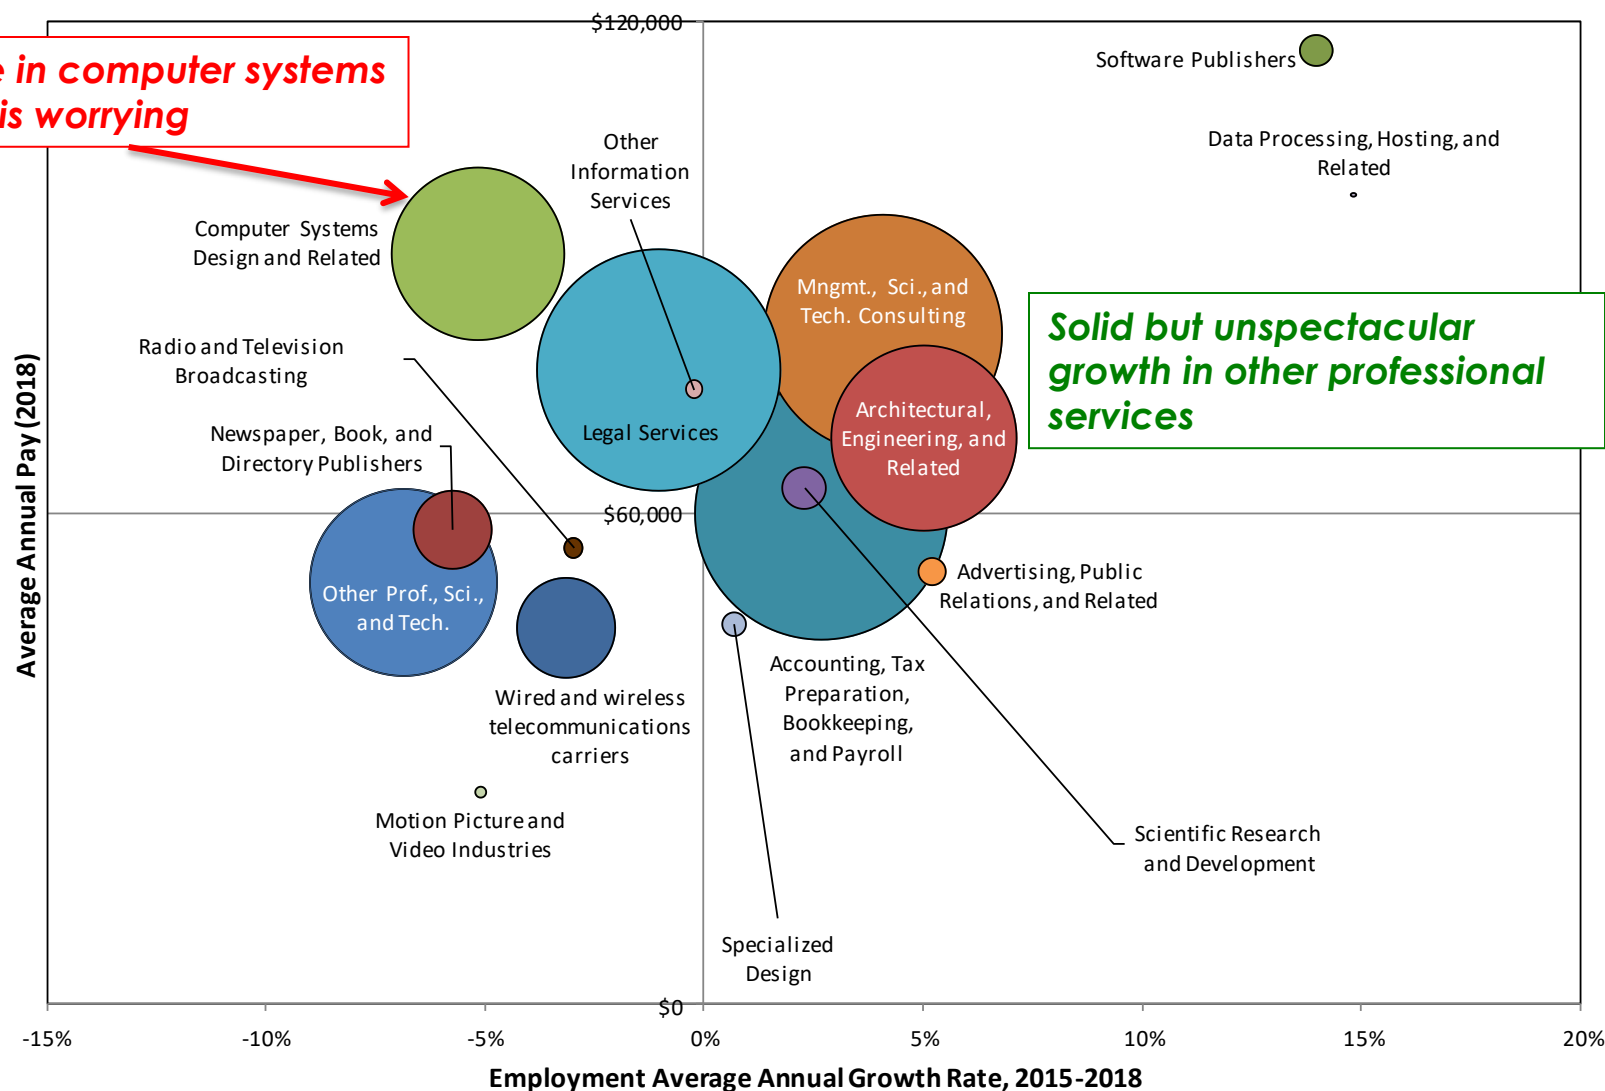 $120,000
in computer systems
is worrying
Software Publishers
Data Processing, Hosting, and
Related
Other
Information
Services
Computer Systems
Design and Related
Mngmt., Sci., and
Tech. Consulting
Solid but unspectacular
growth in other professional
services
Radio and Television
Broadcasting
Newspaper, Book, and
Directory Publishers
Legal Services
Architectural,
Engineering, and
Related
Average Annual Pay (2018)
$60,000
Other Prof., Sci.,
and Tech.
Advertising, Public
Relations, and Related
Wired and wireless
telecommunications
carriers
Accounting, Tax
Preparation,
Bookkeeping,
and Payroll
Motion Picture and
Video Industries
Scientific Research
and Development
Specialized
Design
$0
-15%
-10%
-5%
0%
5%
10%
15%
20%
Employment Average Annual Growth Rate, 2015-2018